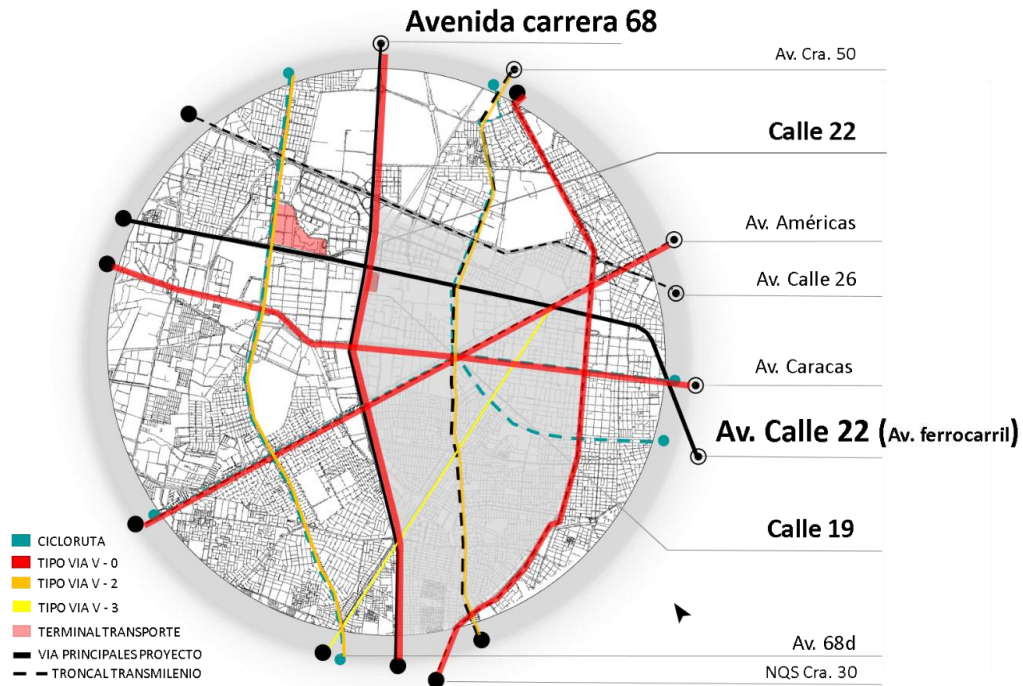 Avenida carrera 68
Av. Cra. 50
Calle 22
Av. Américas
Av. Calle 26
Av. Caracas
Av. Calle 22 (Av. ferrocarril)
Calle 19
Av. 68d
NQS Cra. 30
CICLORUTA
TIPO VIA V - 0
TIPO VIA V - 2
TIPO VIA V - 3
TERMINAL TRANSPORTE
VIA PRINCIPALES PROYECTO
TRONCAL TRANSMILENIO